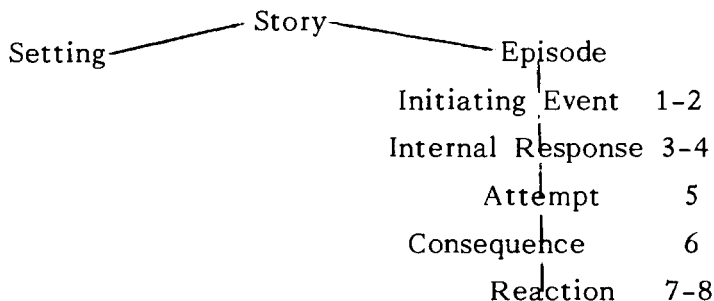 Story
Setting Episode
Initiating Event 1-2
Internal Response 3-4
Attempt 5
Consequence 6
Reaction 7-8